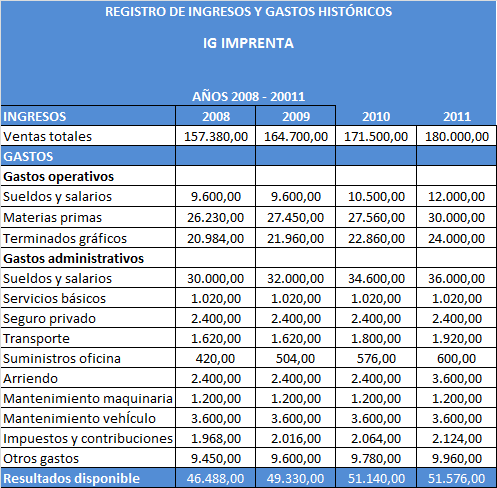 REGISTRO DE INGRESOS Y GASTOS HISTÓRICOS
IG IMPRENTA
AÑOS 2008 - 20011
INGRESOS 2008 2009 2010 2011
Ventas totales 157.380,00 164.700,00 171.500,00 180.000,00
GASTOS
Gastos operativos
Sueldos y salarios 9.600,00 9.600,00 10.500,00 12.000,00
Materias primas 26.230,00 27.450,00 27.560,00 30.000,00
Terminados gráficos 20.984,00 21.960,00 22.860,00 24.000,00
Gastos administrativos
Sueldos y salarios 30.000,00 32.000,00 34.600,00 36.000,00
Servicios básicos 1.020,00 1.020,00 1.020,00 1.020,00
Seguro privado 2.400,00 2.400,00 2.400,00 2.400,00
Transporte 1.620,00 1.620,00 1.800,00 1.920,00
Suministros oficina 420,00 504,00 576,00 600,00
Arriendo 2.400,00 2.400,00 2.400,00 3.600,00
Mantenimiento maquinaria 1.200,00 1.200,00 1.200,00 1.200,00
Mantenimiento vehículo 3.600,00 3.600,00 3.600,00 3.600,00
Impuestos y contribuciones 1.968,00 2.016,00 2.064,00 2.124,00
Otros gastos 9.450,00 9.600,00 9.780,00 9.960,00
Resultados disponible 46.488,00 49.330,00 51.140,00 51.576,00